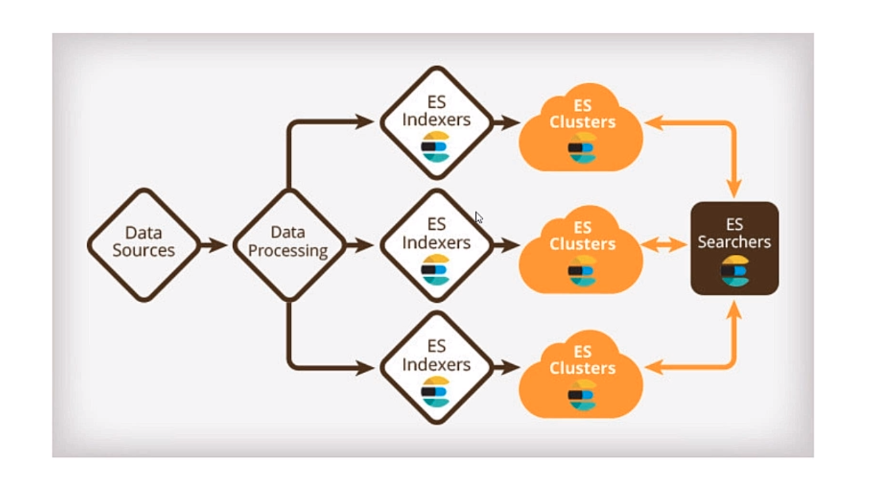 ES
Indexers
ES
Clusters
Data
Sources
Data
Processing
ES
Indexers
ES
Clusters
ES
Searchers
ES
Indexers
ES
Clusters